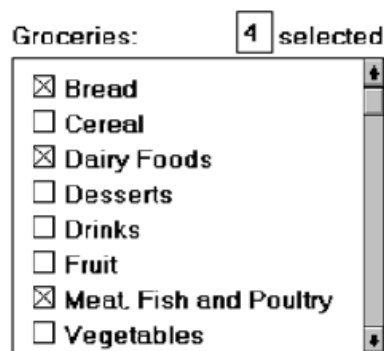 Groceries: 4 selected
Bread
Cereal
Dairy Foods
Desserts
Drinks
Fruit
Meat, Fish and Poultry
Vegetables